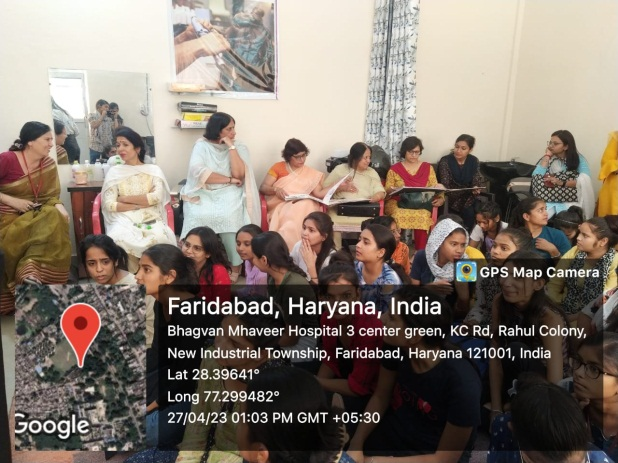 GPS Map Camera
Faridabad, Haryana, India
Bhagvan Mhaveer Hospital 3 center green, KC Rd, Rahul Colony,
New Industrial Township, Faridabad, Haryana 121001, India
Lat 28.39641°
Long 77.299482°
27/04/23 01:03 PM GMT +05:30
Google